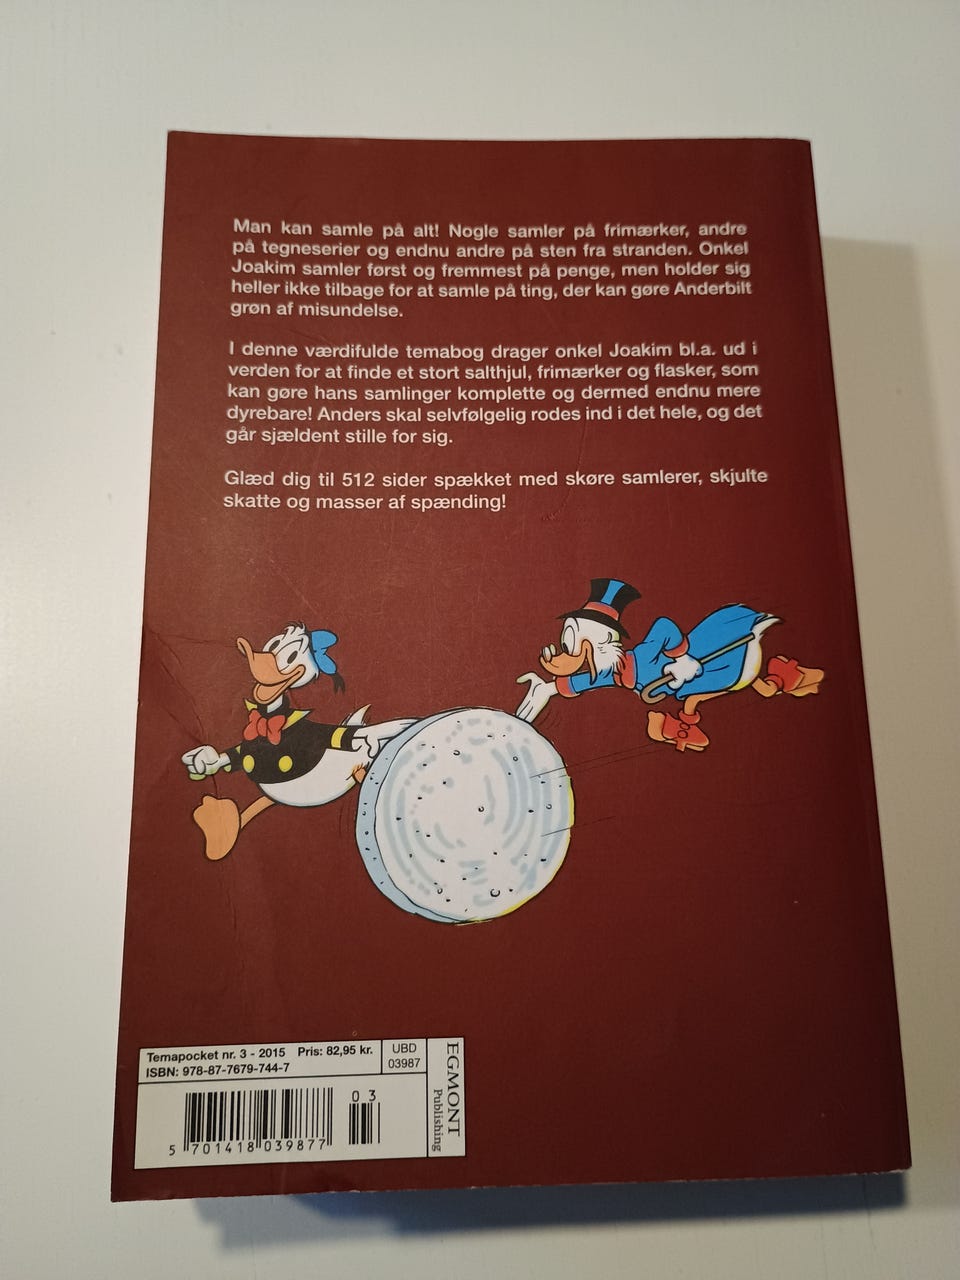 Man kan samle på alt! Nogle samler på frimærker, andre
på tegneserier og endnu andre på sten fra stranden. Onkel
Joakim samler først og fremmest på penge, men holder sig
heller ikke tilbage for at samle på ting, der kan gøre Anderbilt
grøn af misundelse.
I denne værdifulde temabog drager onkel Joakim bl.a. ud i
verden for at finde et stort salthjul, frimærker og flasker, som
kan gøre hans samlinger komplette og dermed endnu mere
dyrebare! Anders skal selvfølgelig rodes ind i det hele, og det
går sjældent stille for sig.
Glæd dig til 512 sider spækket med skøre samlerer, skjulte
skatte og masser af spænding!
Temapocket nr. 3 - 2015 Pris: 82,95 kr.
ISBN: 978-87-7679-744-7
UBD
03987
EGMONT
Publishing
03
5 701418 039877